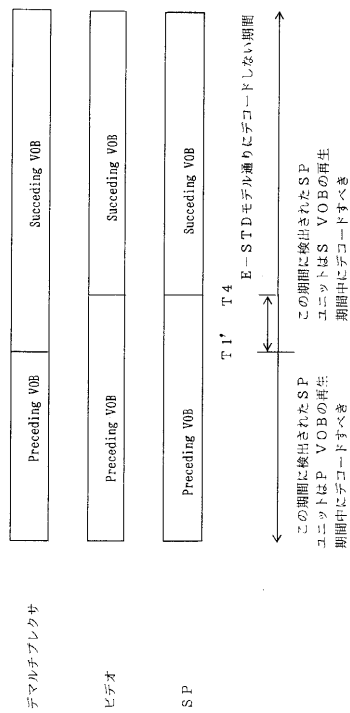 デマルチプレクサ
Preceding VOB
Succeding VOB
ビデオ
Preceding VOB
Succeding VOB
SP
Preceding VOB
Succeding VOB
T1'
T4
E-STDモデル通りにデコードしない期間
この期間に検出されたSP
ユニットはP VOBの再生
期間中にデコードすべき
この期間に検出されたSP
ユニットはS VOBの再生
期間中にデコードすべき